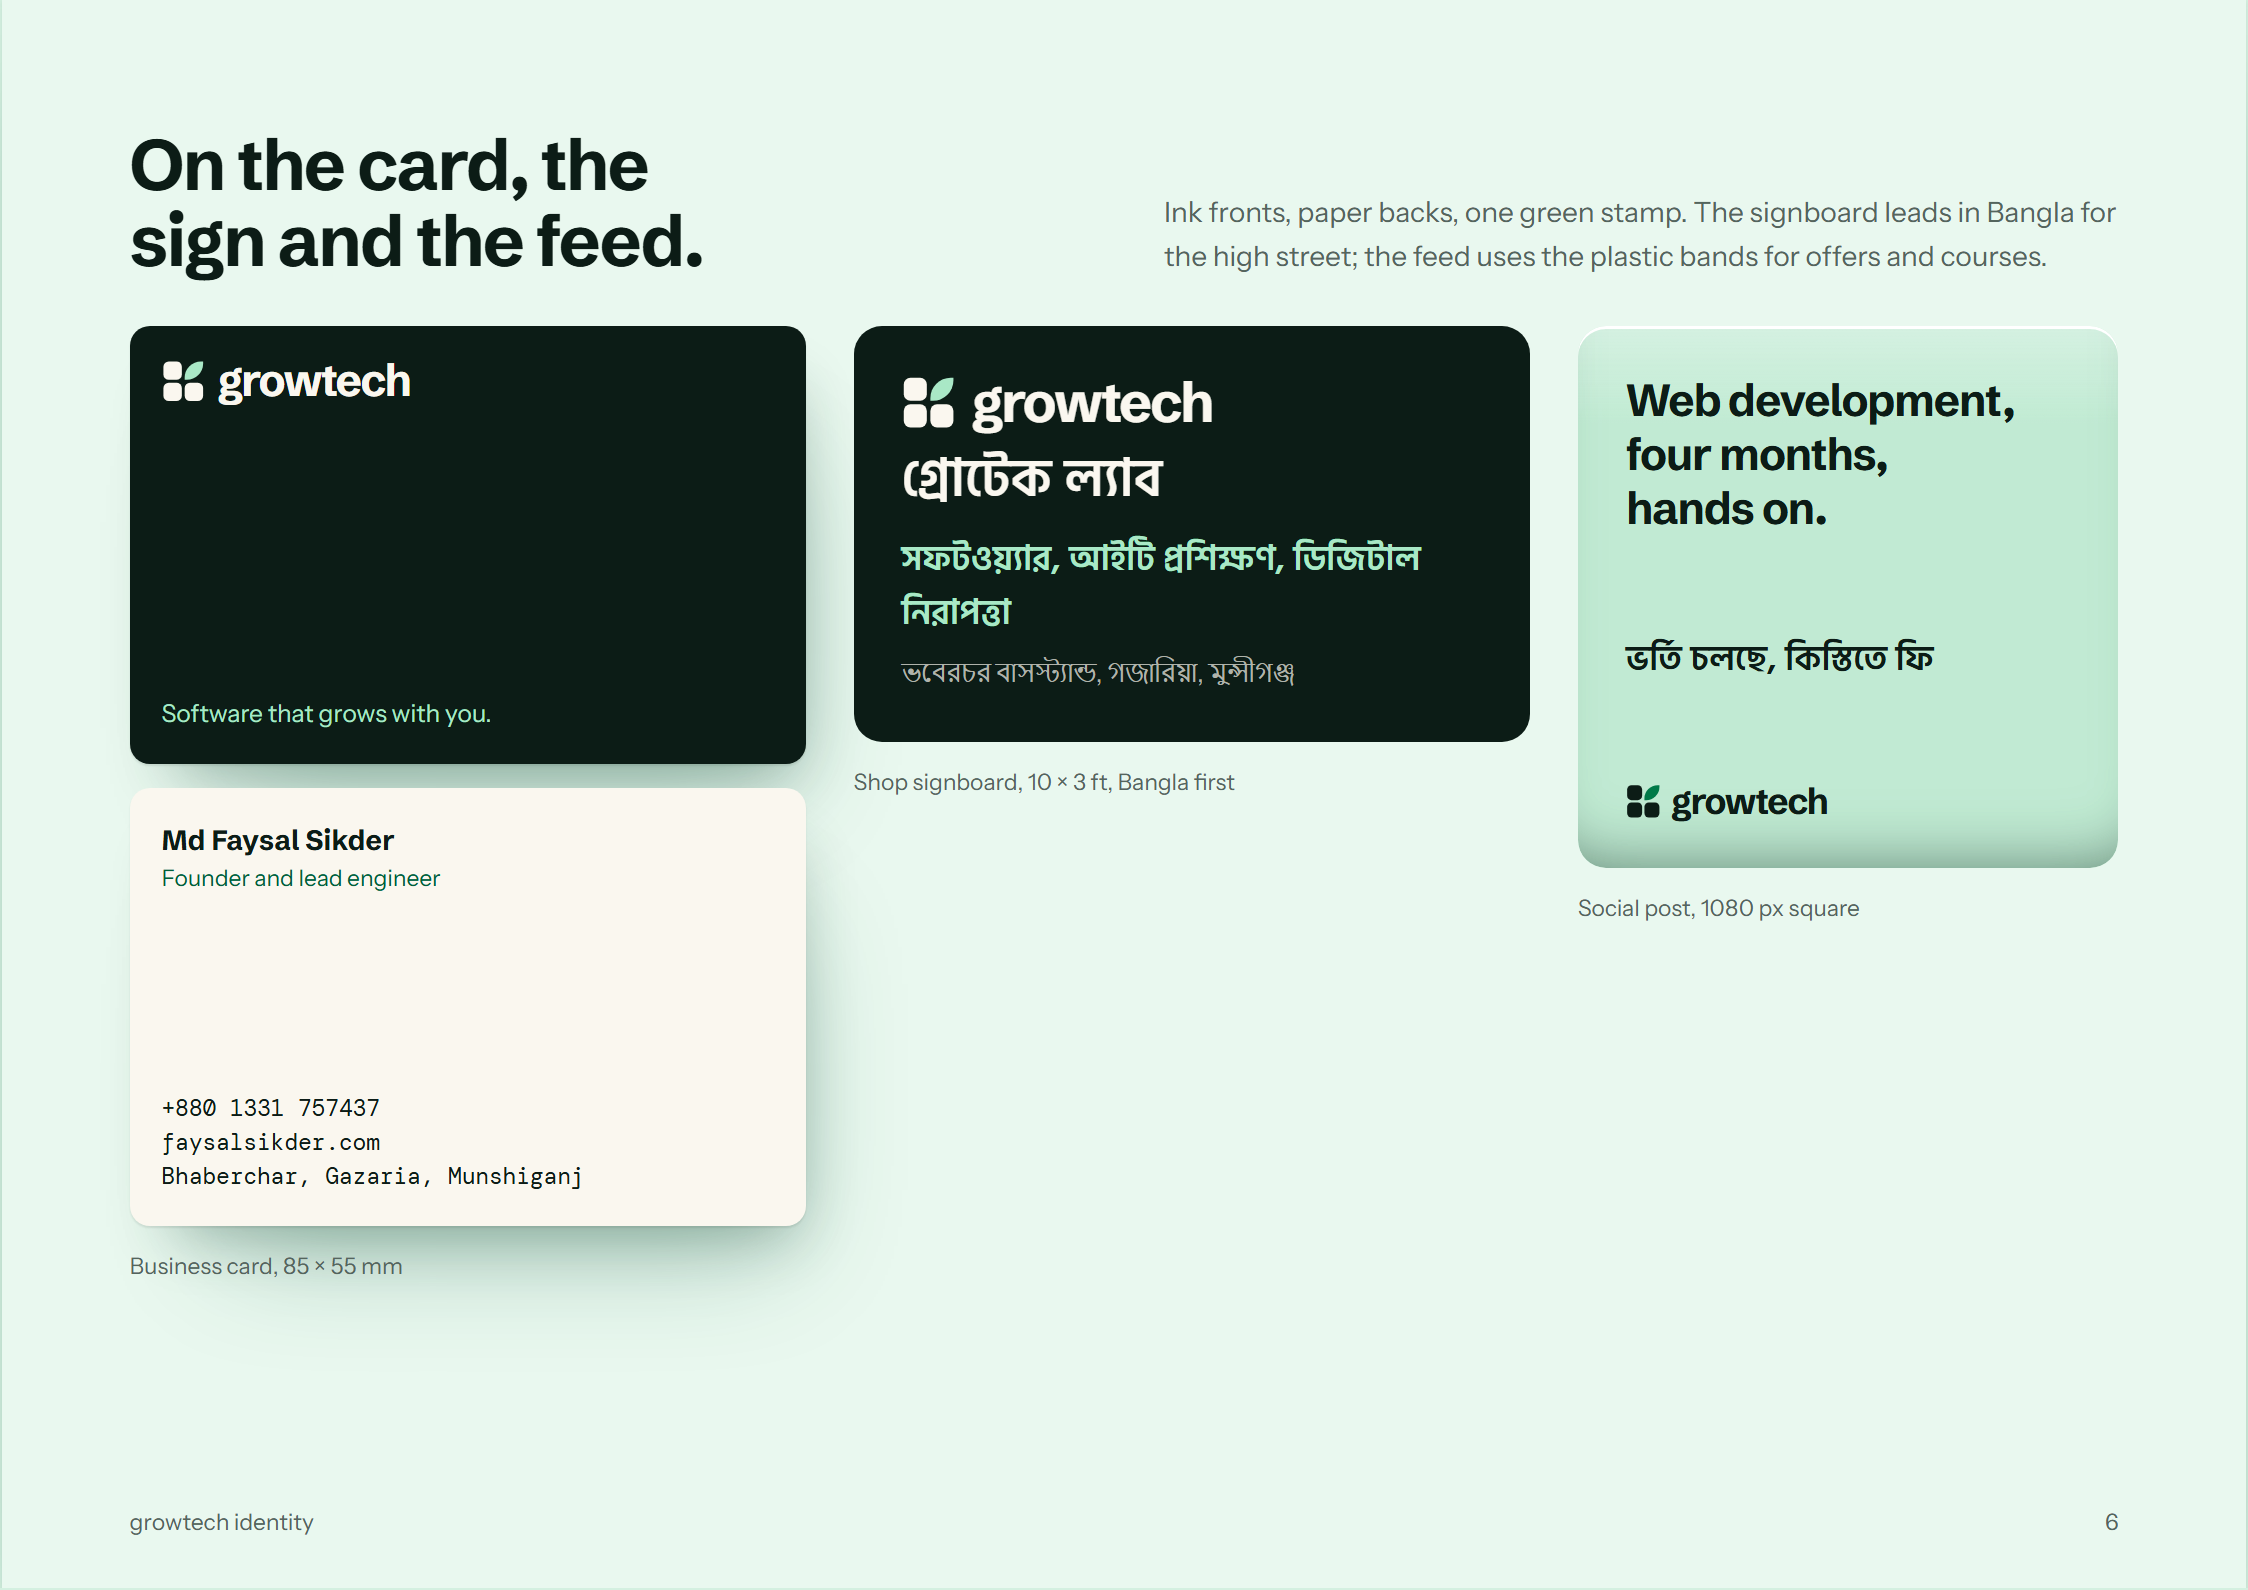 On the card, the
sign and the feed.
Ink fronts, paper backs, one green stamp. The signboard leads in Bangla for
the high street; the feed uses the plastic bands for offers and courses.
growtech
Software that grows with you.
Md Faysal Sikder
Founder and lead engineer
+880 1331 757437
faysalsikder.com
Bhaberchar, Gazaria, Munshiganj
Business card, 85 × 55 mm
growtech
গ্রোটেক ল্যাব
সফটওয়্যার, আইটি প্রশিক্ষণ, ডিজিটাল
নিরাপত্তা
ভবেরচর বাসস্ট্যান্ড, গজারিয়া, মুন্সীগঞ্জ
Shop signboard, 10 × 3 ft, Bangla first
Web development,
four months,
hands on.
ভর্তি চলছে, কিস্তিতে ফি
growtech
Social post, 1080 px square
growtech identity
6